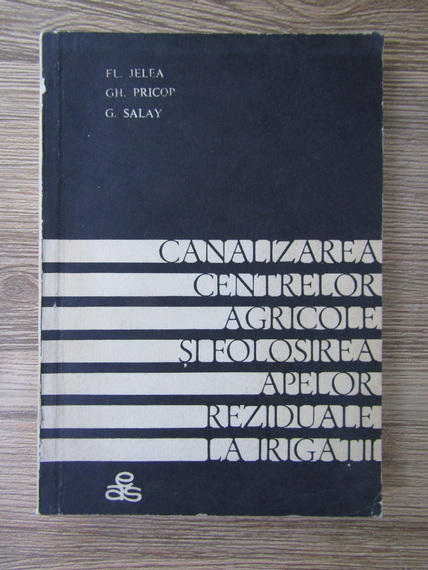 FL. JELEA
GH. PRICOP
G. SALAY
CANALIZAREA
CENTRELOR
AGRICOLE
ȘI FOLOSIREA
APELOR
REZIDUALE
LA IRIGAȚII